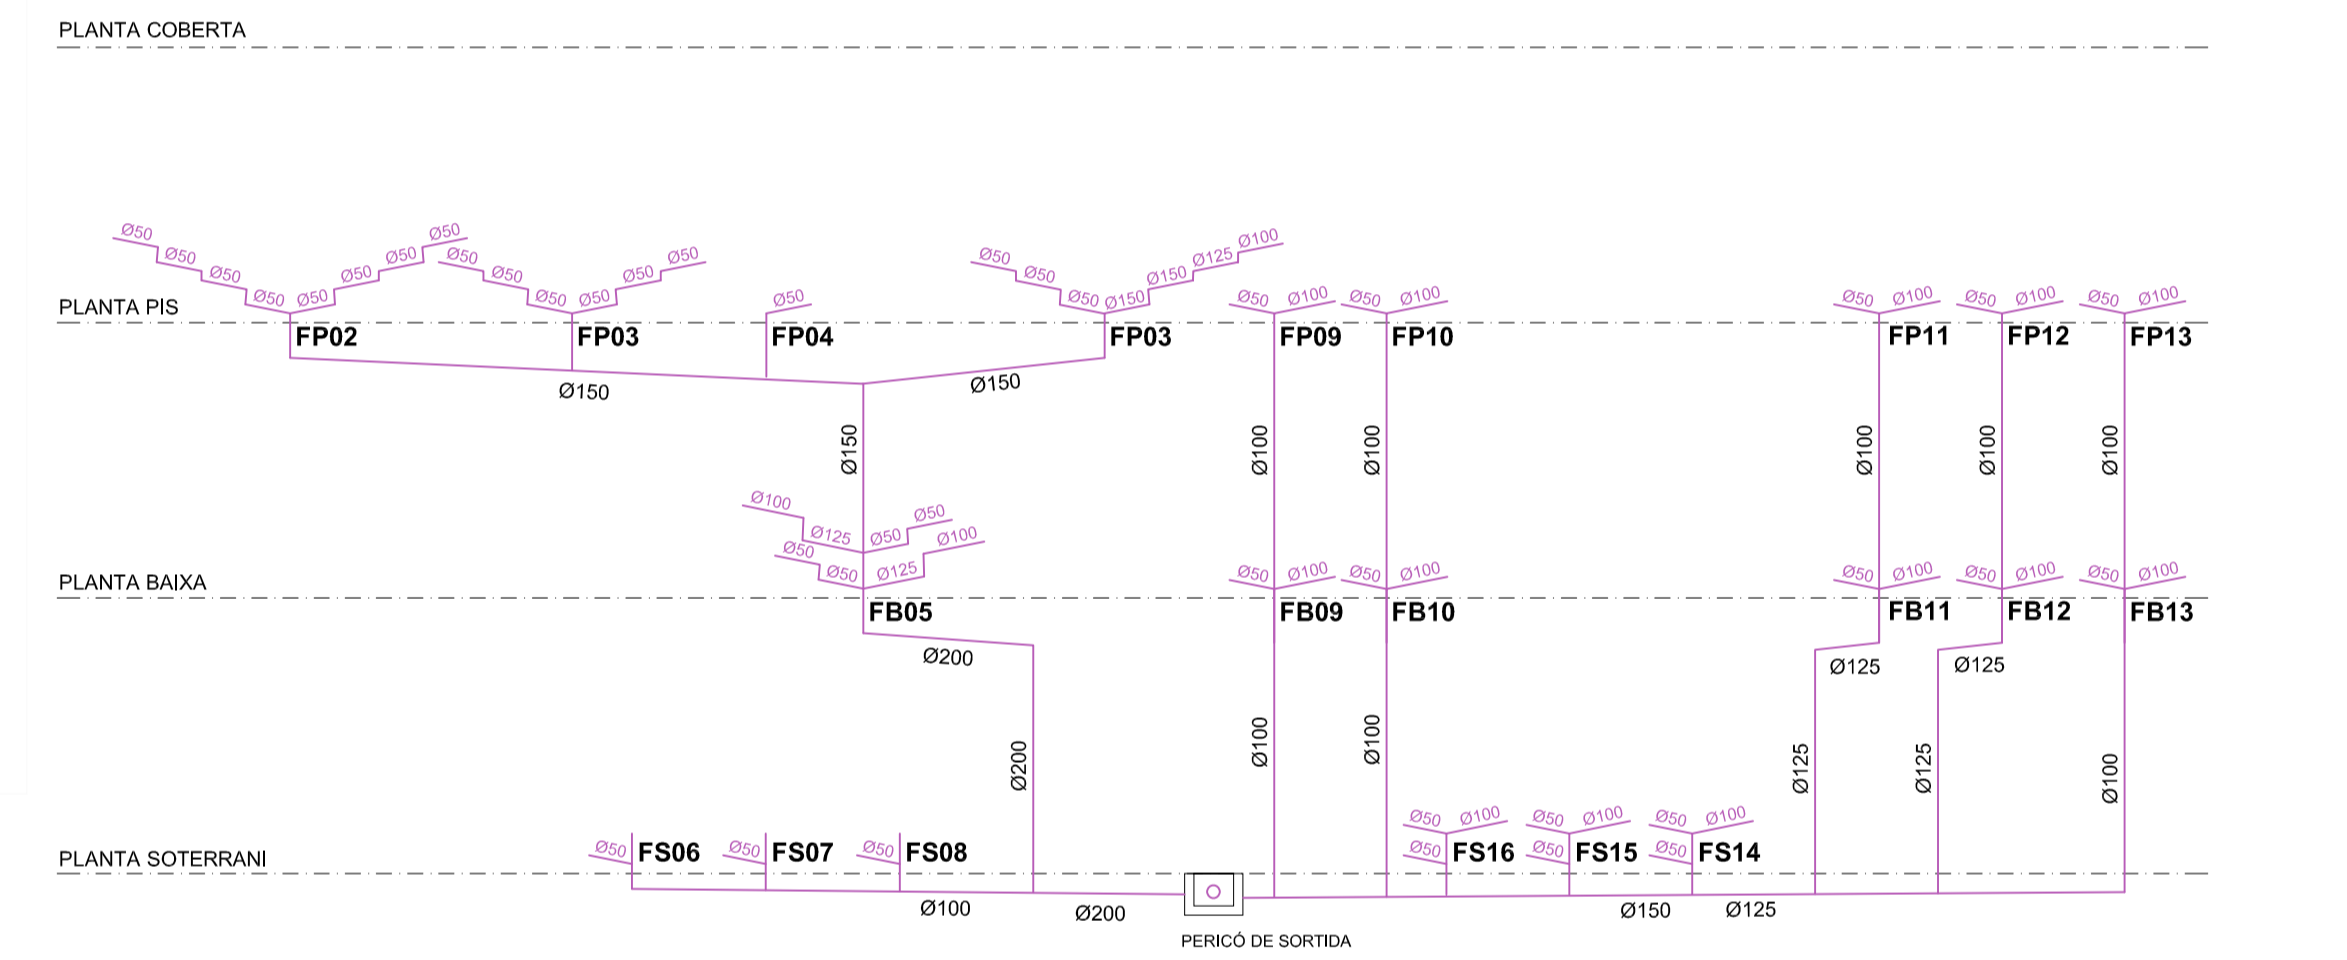 PLANTA COBERTA
Ø50 Ø50 Ø50 Ø50 Ø50 Ø50 Ø50 Ø50
Ø50 Ø50 Ø50 Ø50 Ø50 Ø50
Ø50
Ø50 Ø50 Ø50 Ø150 Ø150 Ø125 Ø100
Ø50 Ø100 Ø50 Ø100
Ø50 Ø100 Ø50 Ø100 Ø50 Ø100
PLANTA PIS
FP02 FP03 FP04 FP03 FP09 FP10 FP11 FP12 FP13
Ø150 Ø150
Ø150 Ø100 Ø100 Ø100 Ø100 Ø100
Ø100 Ø125 Ø50 Ø50
Ø50 Ø50 Ø125 Ø100
Ø50 Ø100 Ø50 Ø100 Ø50 Ø100 Ø50 Ø100 Ø50 Ø100
PLANTA BAIXA
FB05 FB09 FB10 FB11 FB12 FB13
Ø200 Ø125 Ø125
Ø200 Ø100 Ø100 Ø125 Ø125 Ø100
Ø50 Ø100 Ø50 Ø100 Ø50 Ø100
PLANTA SOTERRANI
Ø50 FS06 Ø50 FS07 Ø50 FS08 Ø50 FS16 Ø50 FS15 Ø50 FS14
Ø100 Ø200 Ø150 Ø125
PERICÓ DE SORTIDA